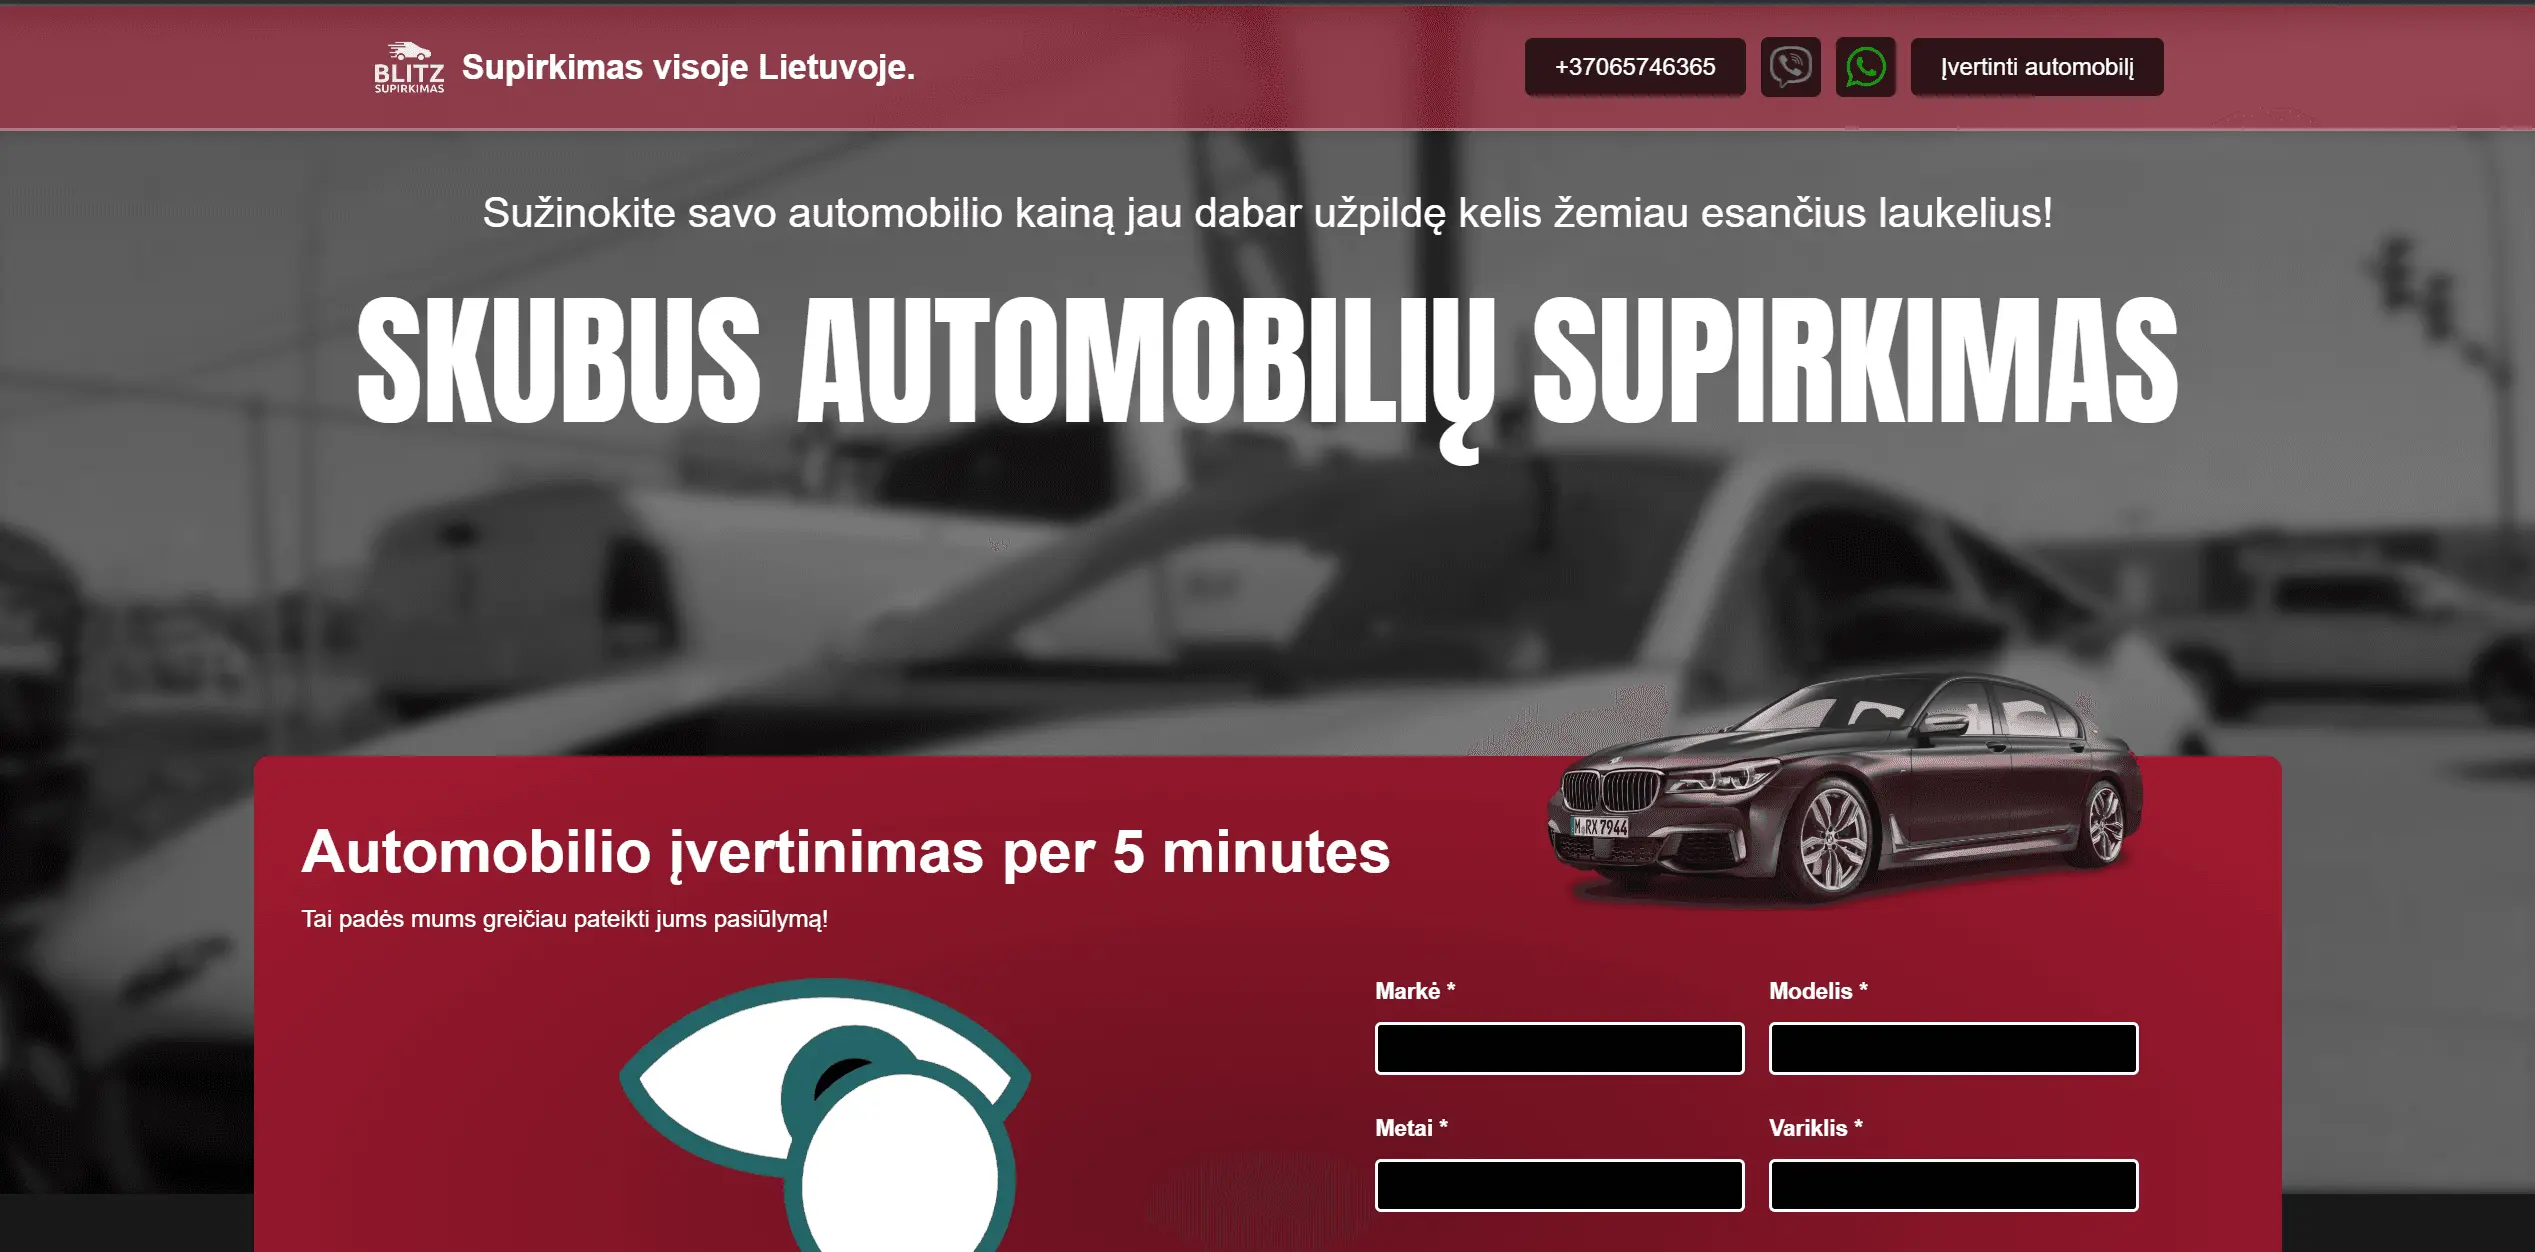 BLITZ
SUPIRKIMAS
Supirkimas visoje Lietuvoje.
+37065746365
Įvertinti automobilį
Sužinokite savo automobilio kainą jau dabar užpildę kelis žemiau esančius laukelius!
SKUBUS AUTOMOBILIŲ SUPIRKIMAS
M RX 7944
Automobilio įvertinimas per 5 minutes
Tai padės mums greičiau pateikti jums pasiūlymą!
Markė *
Modelis *
Metai *
Variklis *